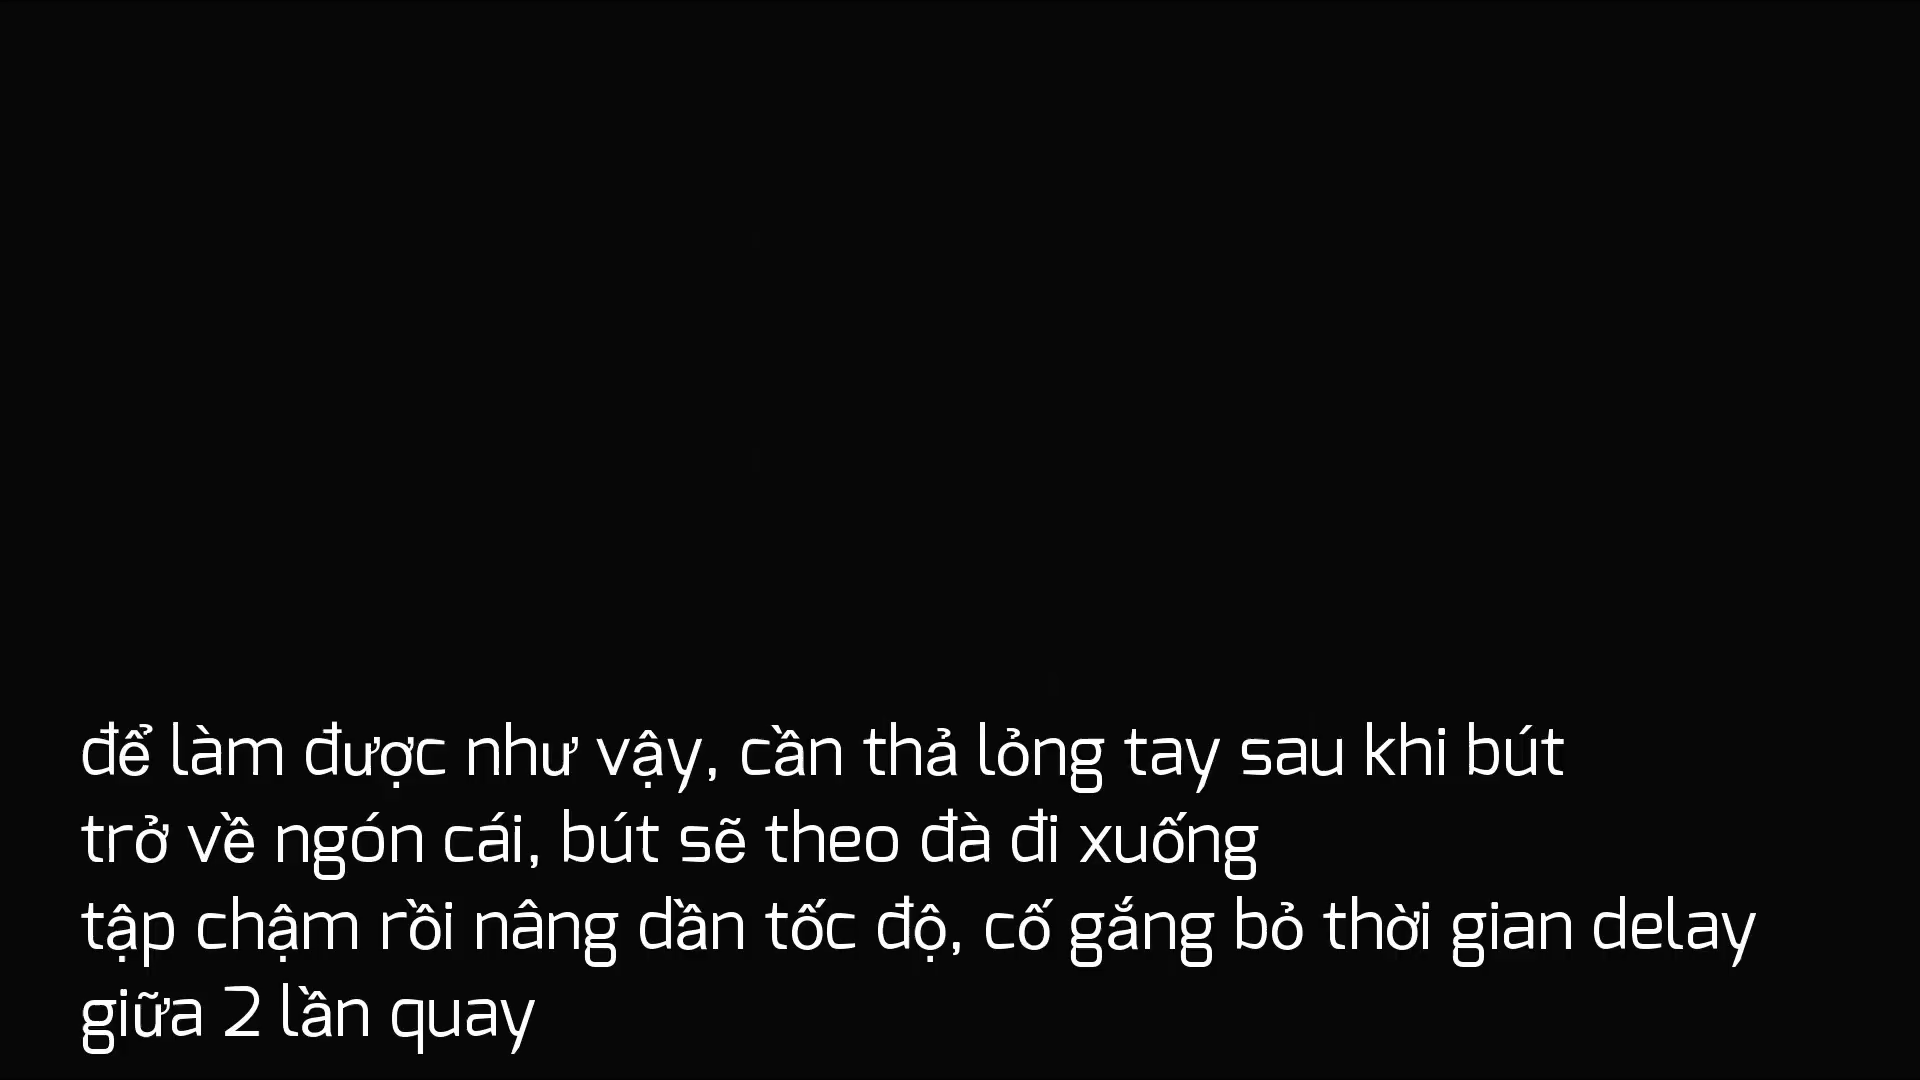 để làm được như vậy, cần thả lỏng tay sau khi bút
trở về ngón cái, bút sẽ theo đà đi xuống
tập chậm rồi nâng dần tốc độ, cố gắng bỏ thời gian delay
giữa 2 lần quay